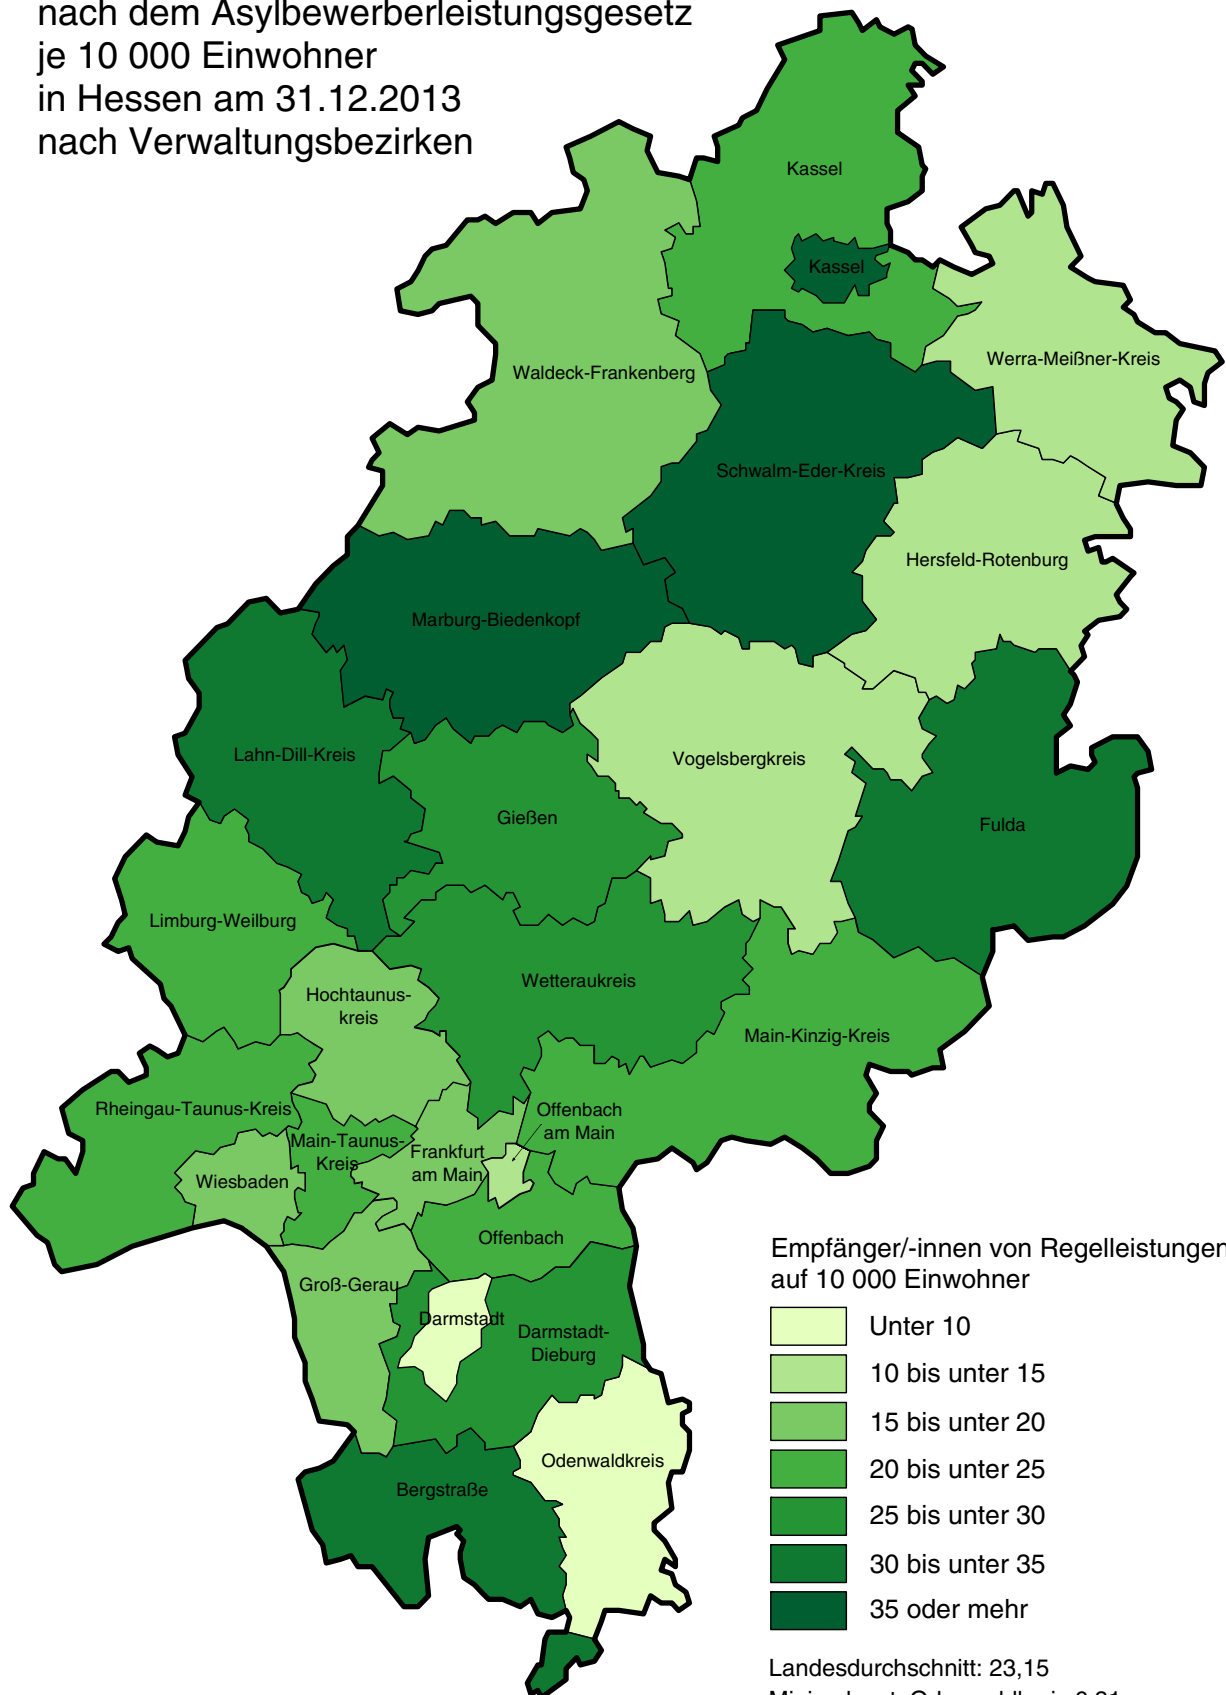 nach dem Asylbewerberleistungsgesetz
je 10 000 Einwohner
in Hessen am 31.12.2013
nach Verwaltungsbezirken
Kassel
Kassel
Werra-Meißner-Kreis
Waldeck-Frankenberg
Schwalm-Eder-Kreis
Hersfeld-Rotenburg
Marburg-Biedenkopf
Lahn-Dill-Kreis
Vogelsbergkreis
Gießen
Fulda
Limburg-Weilburg
Wetteraukreis
Hochtaunus-
kreis
Main-Kinzig-Kreis
Rheingau-Taunus-Kreis
Offenbach
am Main
Main-Taunus-
Kreis
Frankfurt
am Main
Wiesbaden
Offenbach
Groß-Gerau
Darmstadt
Darmstadt-
Dieburg
Odenwaldkreis
Bergstraße
Empfänger/-innen von Regelleistungen
auf 10 000 Einwohner
Unter 10
10 bis unter 15
15 bis unter 20
20 bis unter 25
25 bis unter 30
30 bis unter 35
35 oder mehr
Landesdurchschnitt: 23,15